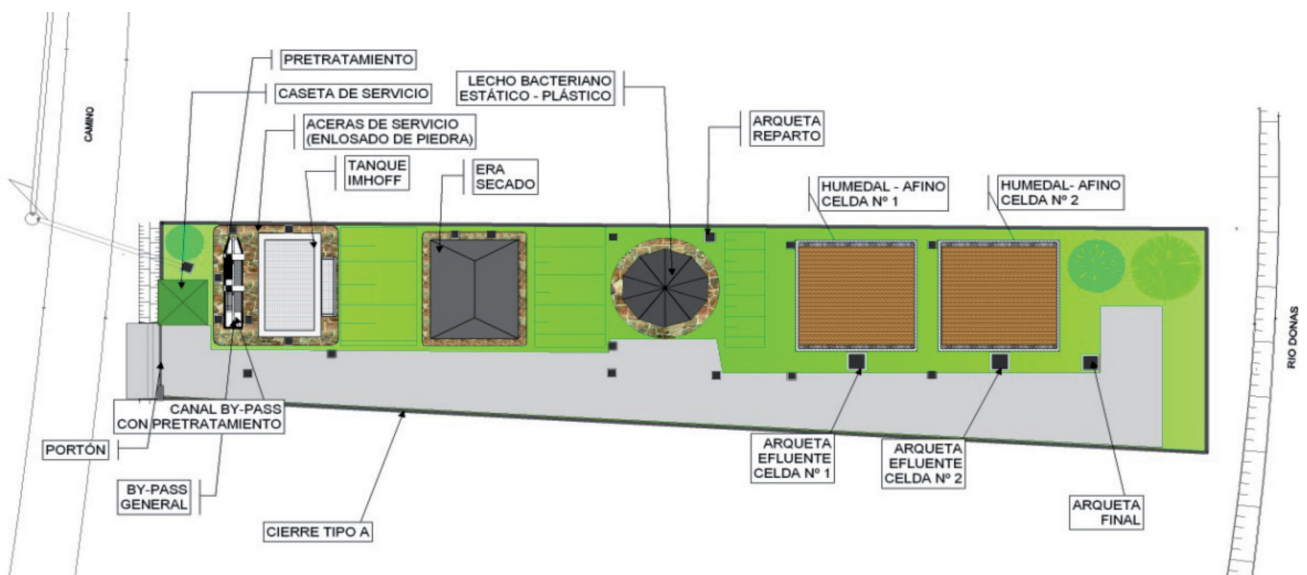 PRETRATAMIENTO
CASETA DE SERVICIO
ACERAS DE SERVICIO
(ENLOSADO DE PIEDRA)
TANQUE
IMHOFF
ERA
SECADO
LECHO BACTERIANO
ESTÁTICO - PLÁSTICO
ARQUETA
REPARTO
HUMEDAL - AFINO
CELDA Nº 1
HUMEDAL- AFINO
CELDA Nº 2
CAMINO
RIO DONAS
CANAL BY-PASS
CON PRETRATAMIENTO
PORTÓN
BY-PASS
GENERAL
CIERRE TIPO A
ARQUETA
EFLUENTE
CELDA Nº 1
ARQUETA
EFLUENTE
CELDA Nº 2
ARQUETA
FINAL